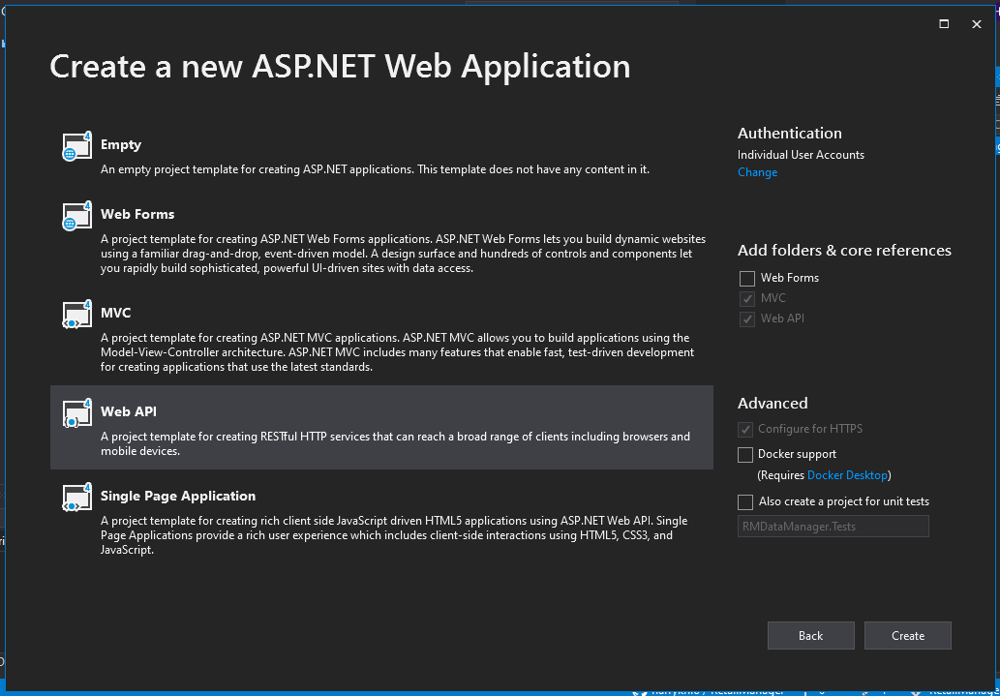 Create a new ASP.NET Web Application
Empty
An empty project template for creating ASP.NET applications. This template does not have any content in it.
Web Forms
A project template for creating ASP.NET Web Forms applications. ASP.NET Web Forms lets you build dynamic websites
using a familiar drag-and-drop, event-driven model. A design surface and hundreds of controls and components let
you rapidly build sophisticated, powerful UI-driven sites with data access.
MVC
A project template for creating ASP.NET MVC applications. ASP.NET MVC allows you to build applications using the
Model-View-Controller architecture. ASP.NET MVC includes many features that enable fast, test-driven development
for creating applications that use the latest standards.
Web API
A project template for creating RESTful HTTP services that can reach a broad range of clients including browsers and
mobile devices.
Single Page Application
A project template for creating rich client side JavaScript driven HTML5 applications using ASP.NET Web API. Single
Page Applications provide a rich user experience which includes client-side interactions using HTML5, CSS3, and
JavaScript.
Authentication
Individual User Accounts
Change
Add folders & core references
Web Forms
MVC
Web API
Advanced
Configure for HTTPS
Docker support
(Requires Docker Desktop)
Also create a project for unit tests
RMDataManager.Tests
Back
Create